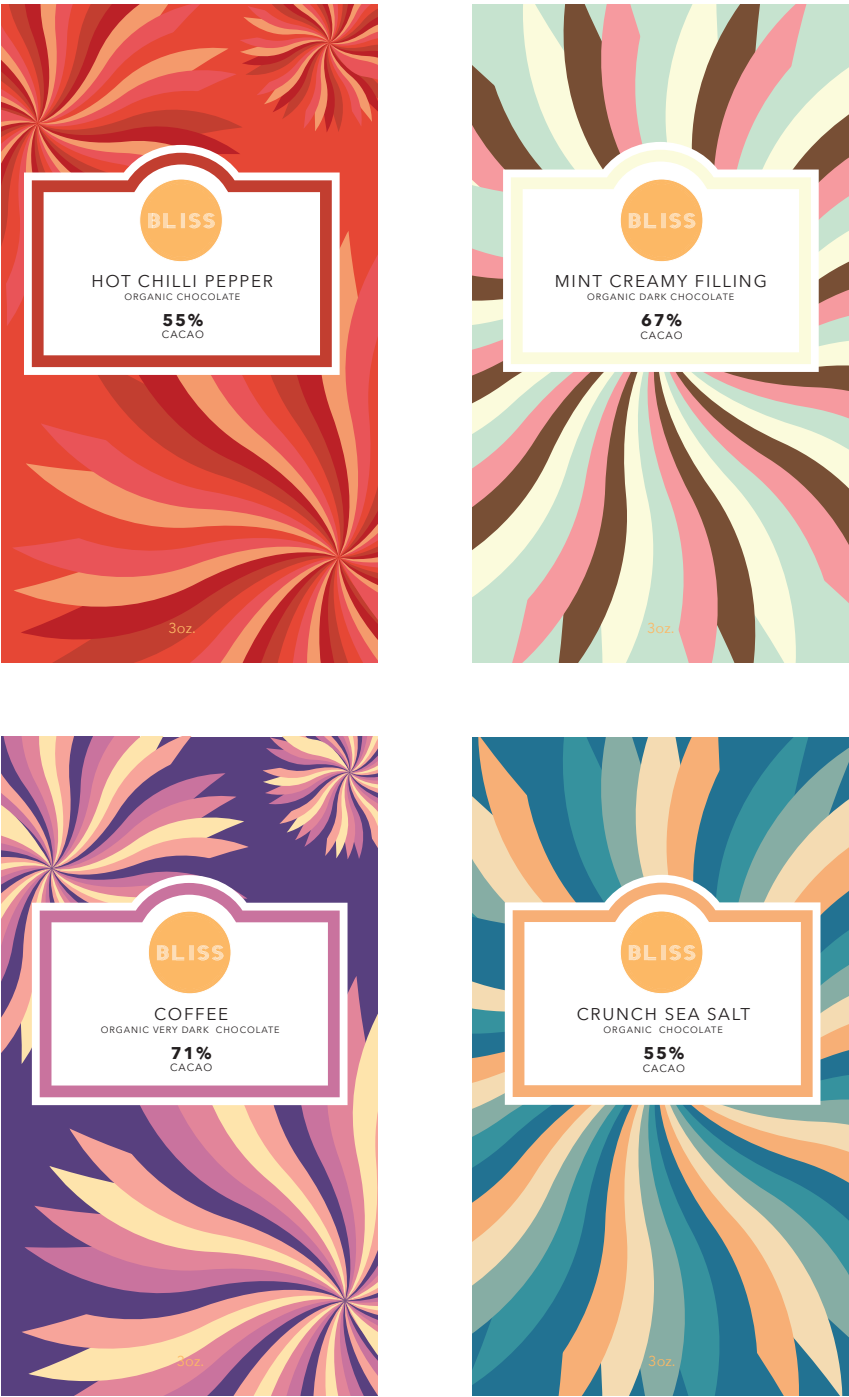 BLISS
HOT CHILLI PEPPER
ORGANIC CHOCOLATE
55%
CACAO
3oz.
BLISS
MINT CREAMY FILLING
ORGANIC DARK CHOCOLATE
67%
CACAO
3oz.
BLISS
COFFEE
ORGANIC VERY DARK CHOCOLATE
71%
CACAO
3oz.
BLISS
CRUNCH SEA SALT
ORGANIC CHOCOLATE
55%
CACAO
3oz.